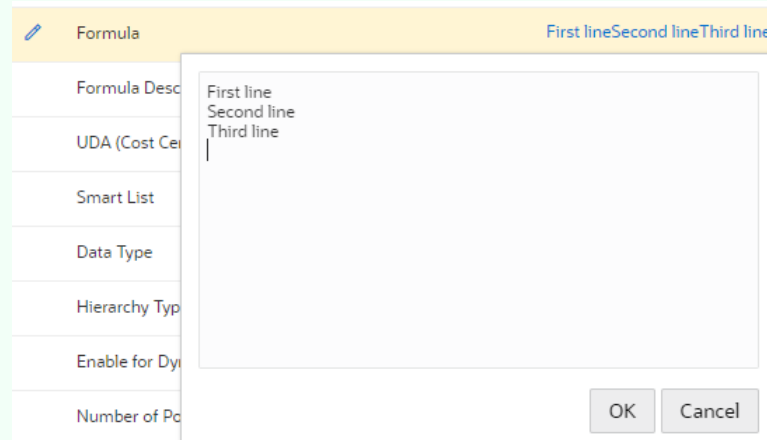 Formula First lineSecond lineThird line
Formula Desc
First line
Second line
Third line
UDA (Cost Cer
Smart List
Data Type
Hierarchy Typ
Enable for Dy
Number of Po
OK Cancel